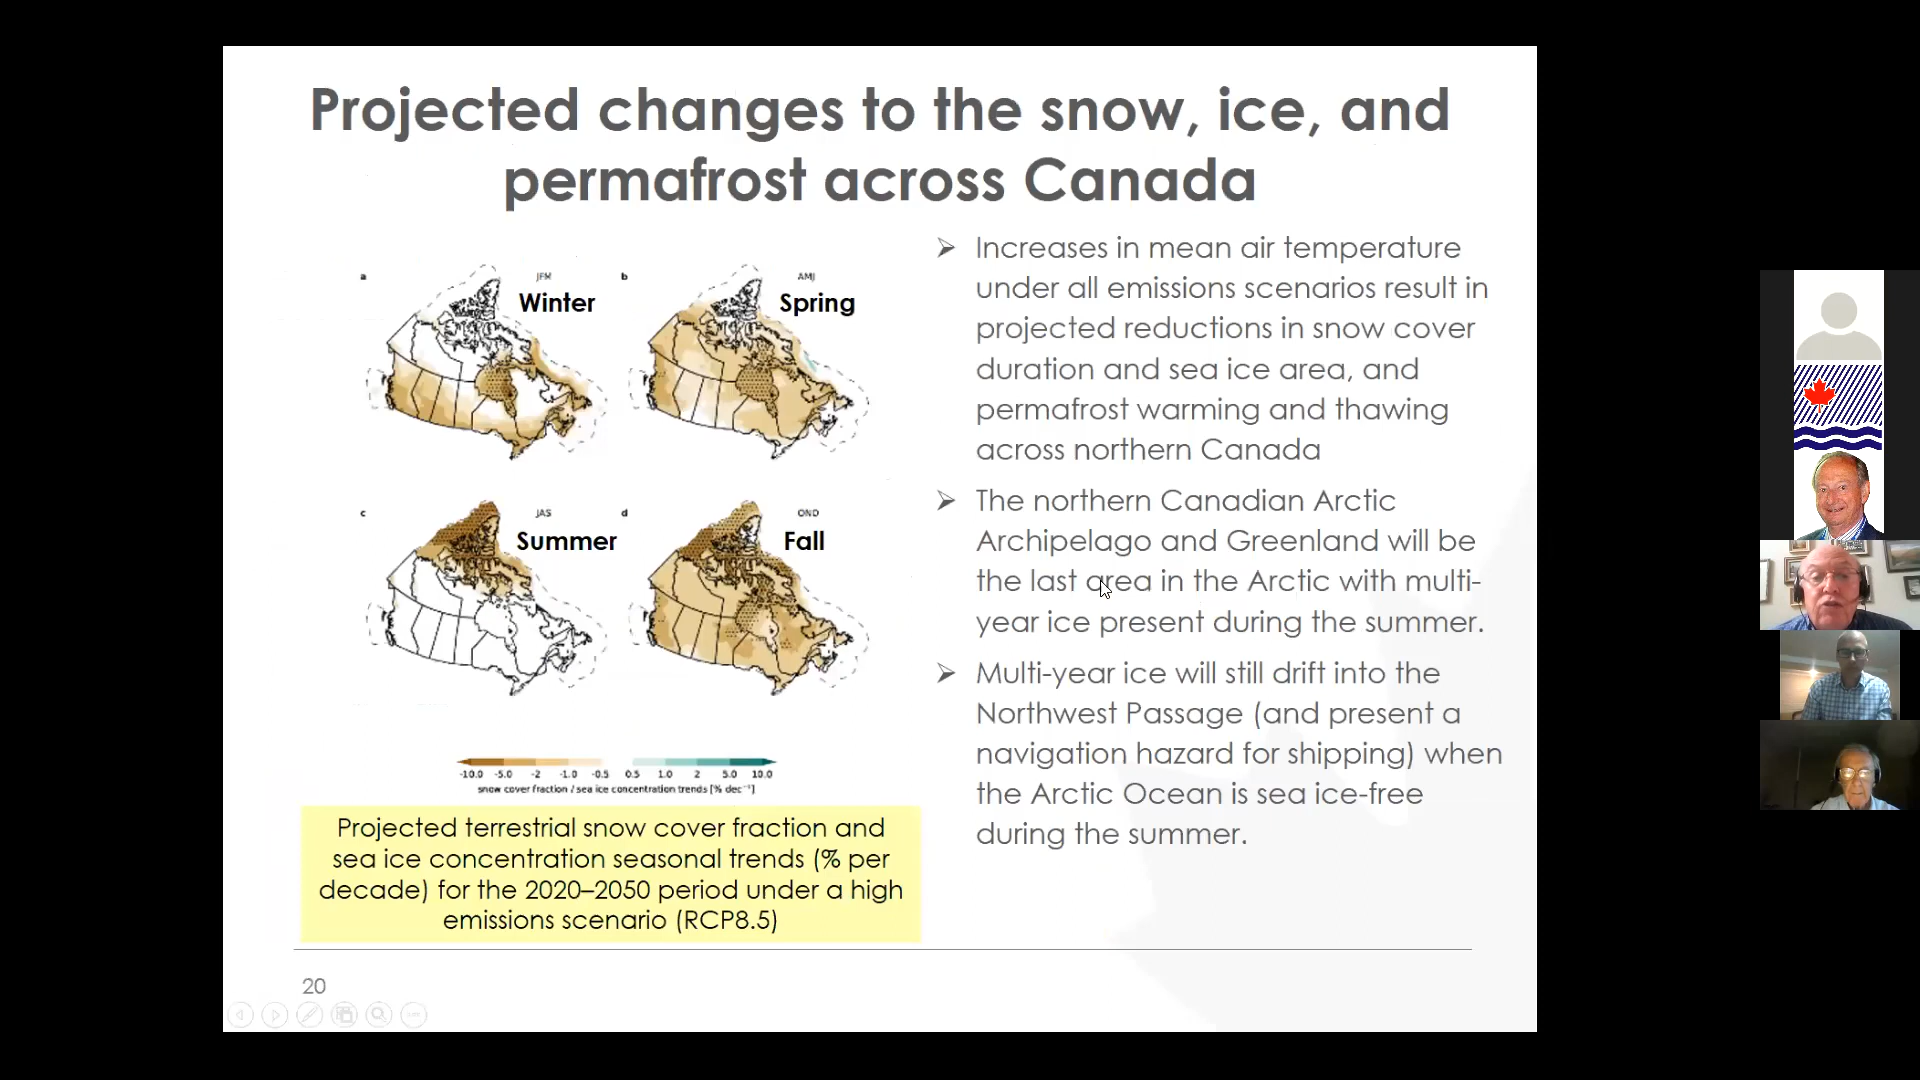 Projected changes to the snow, ice, and
permafrost across Canada
a
JFM
Winter
b
AMJ
Spring
c
JAS
Summer
d
OND
Fall
-10.0 -5.0 -2 -1.0 -0.5 0.5 1.0 2 5.0 10.0
snow cover fraction / sea ice concentration trends [% dec⁻¹]
Projected terrestrial snow cover fraction and
sea ice concentration seasonal trends (% per
decade) for the 2020–2050 period under a high
emissions scenario (RCP8.5)
➢ Increases in mean air temperature
under all emissions scenarios result in
projected reductions in snow cover
duration and sea ice area, and
permafrost warming and thawing
across northern Canada
➢ The northern Canadian Arctic
Archipelago and Greenland will be
the last area in the Arctic with multi-
year ice present during the summer.
➢ Multi-year ice will still drift into the
Northwest Passage (and present a
navigation hazard for shipping) when
the Arctic Ocean is sea ice-free
during the summer.
20